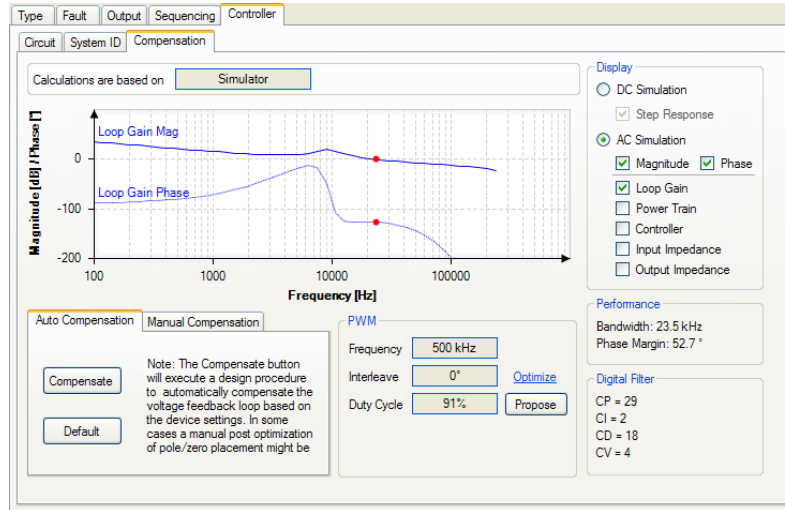 Type Fault Output Sequencing Controller
Circuit System ID Compensation
Calculations are based on Simulator
Magnitude [dB] / Phase [°]
Loop Gain Mag
Loop Gain Phase
0
-100
-200
100 1000 10000 100000
Frequency [Hz]
Display
DC Simulation
Step Response
AC Simulation
Magnitude Phase
Loop Gain
Power Train
Controller
Input Impedance
Output Impedance
Auto Compensation Manual Compensation
Compensate
Default
Note: The Compensate button
will execute a design procedure
to automatically compensate the
voltage feedback loop based on
the device settings. In some
cases a manual post optimization
of pole/zero placement might be
PWM
Frequency 500 kHz
Interleave 0° Optimize
Duty Cycle 91% Propose
Performance
Bandwidth: 23.5 kHz
Phase Margin: 52.7 °
Digital Filter
CP = 29
CI = 2
CD = 18
CV = 4